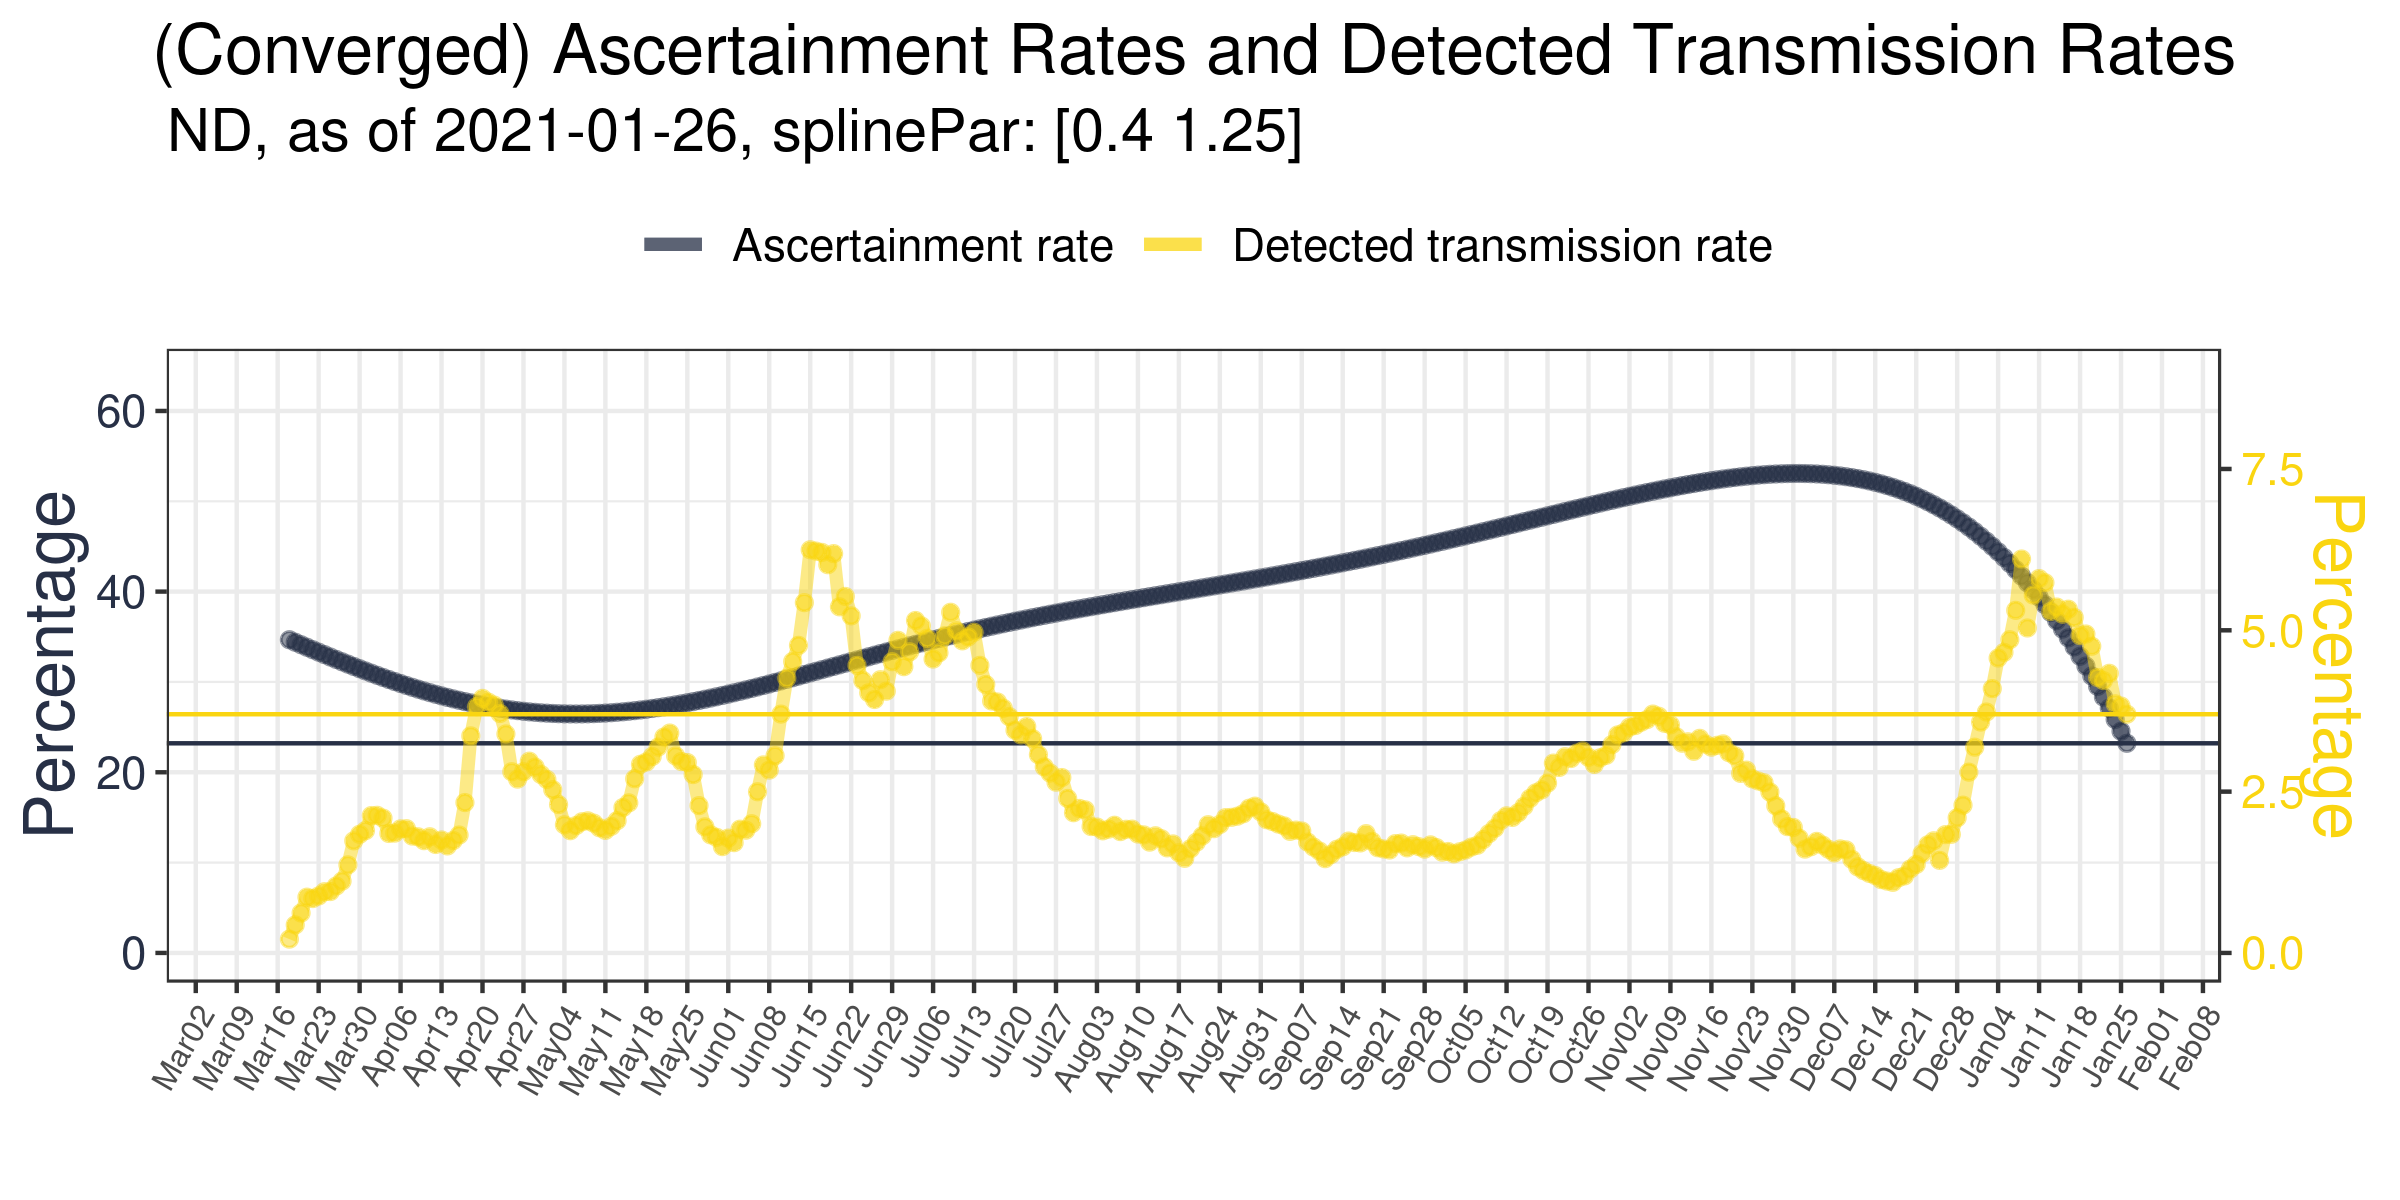 (Converged) Ascertainment Rates and Detected Transmission Rates
ND, as of 2021-01-26, splinePar: [0.4 1.25]
Ascertainment rate
Detected transmission rate
Percentage
60
40
20
0
7.5
5.0
2.5
0.0
Percentage
Mar02
Mar09
Mar16
Mar23
Mar30
Apr06
Apr13
Apr20
Apr27
May04
May11
May18
May25
Jun01
Jun08
Jun15
Jun22
Jun29
Jul06
Jul13
Jul20
Jul27
Aug03
Aug10
Aug17
Aug24
Aug31
Sep07
Sep14
Sep21
Sep28
Oct05
Oct12
Oct19
Oct26
Nov02
Nov09
Nov16
Nov23
Nov30
Dec07
Dec14
Dec21
Dec28
Jan04
Jan11
Jan18
Jan25
Feb01
Feb08